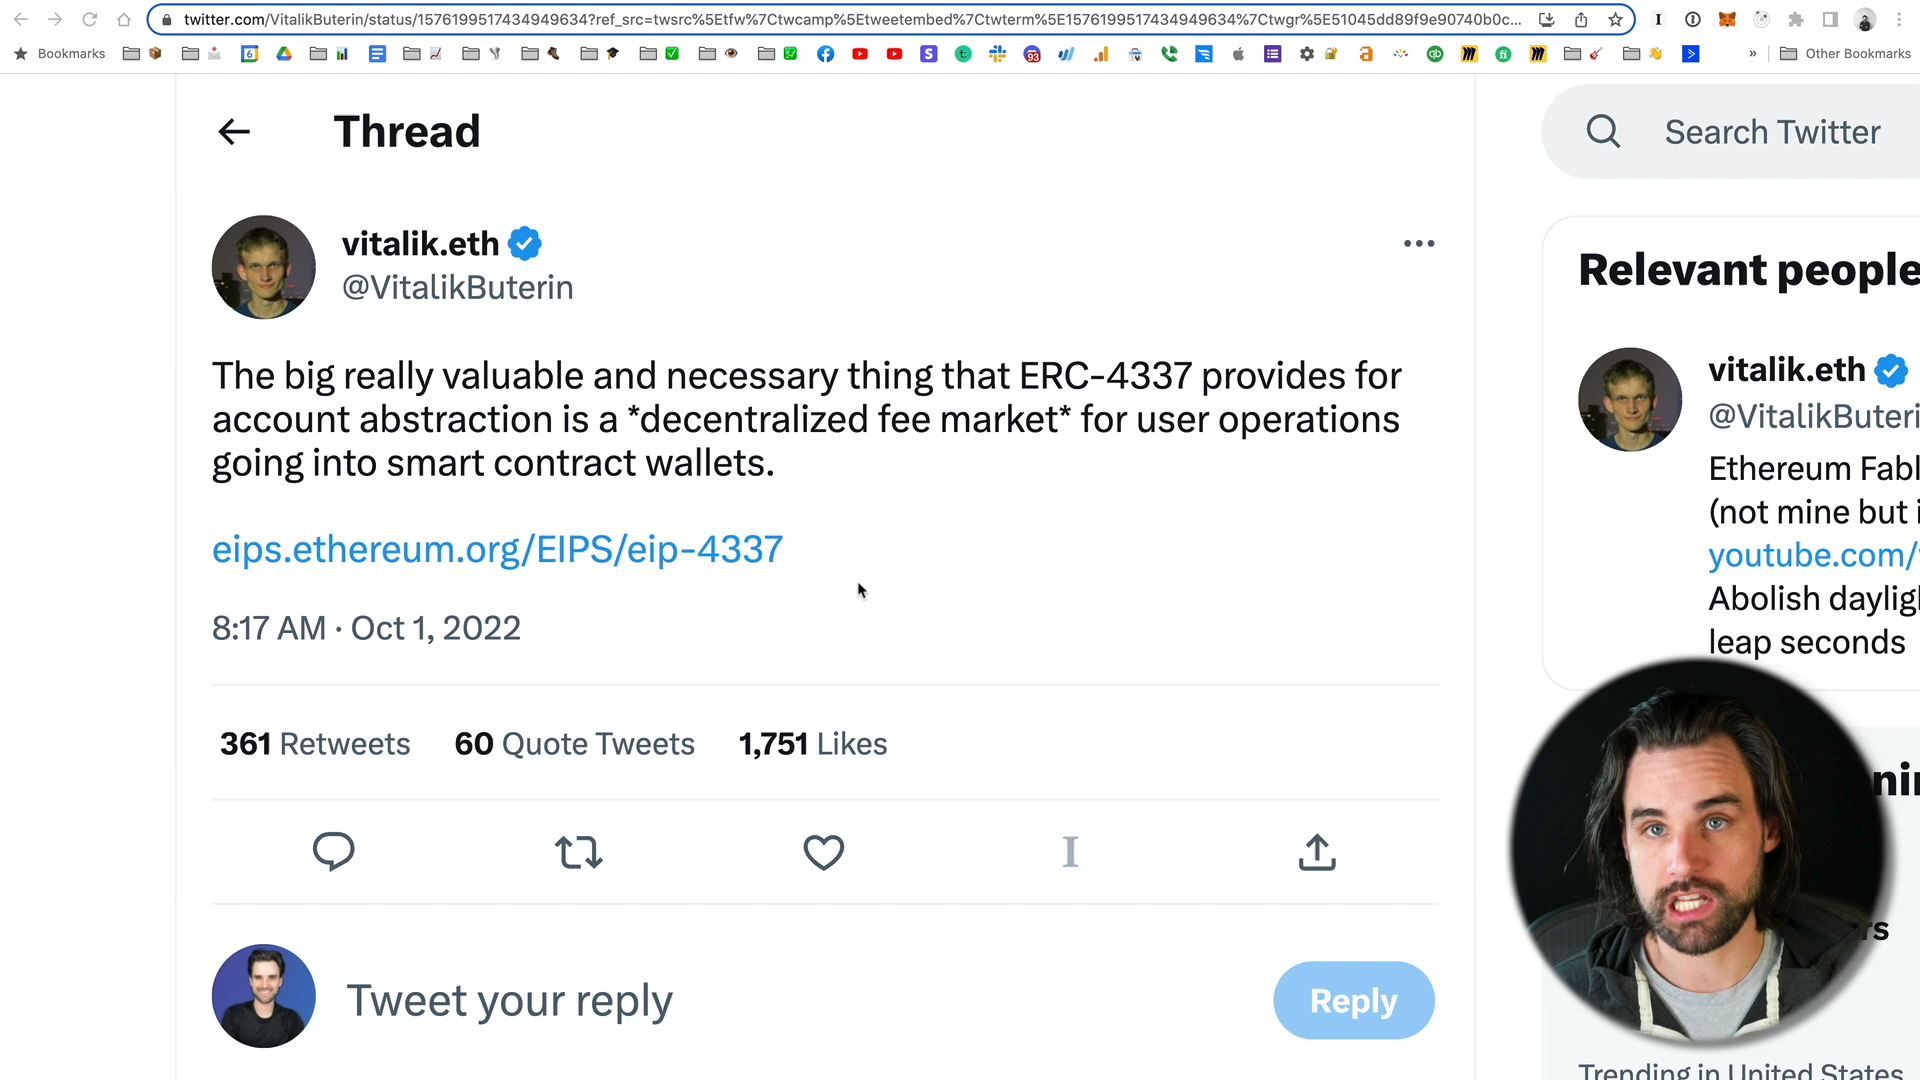 twitter.com/VitalikButerin/status/1576199517434949634?ref_src=twsrc%5Etfw%7Ctwcamp%5Etweetembed%7Ctwterm%5E1576199517434949634%7Ctwgr%5E51045dd89f9e90740b0c...
Bookmarks
Other Bookmarks
Thread
Search Twitter
vitalik.eth
@VitalikButerin
The big really valuable and necessary thing that ERC-4337 provides for
account abstraction is a *decentralized fee market* for user operations
going into smart contract wallets.
eips.ethereum.org/EIPS/eip-4337
8:17 AM · Oct 1, 2022
361 Retweets 60 Quote Tweets 1,751 Likes
Tweet your reply
Reply
Relevant people
vitalik.eth
@VitalikButeri
Ethereum Fabl
(not mine but i
youtube.com/
Abolish daylig
leap seconds
Trending in United States